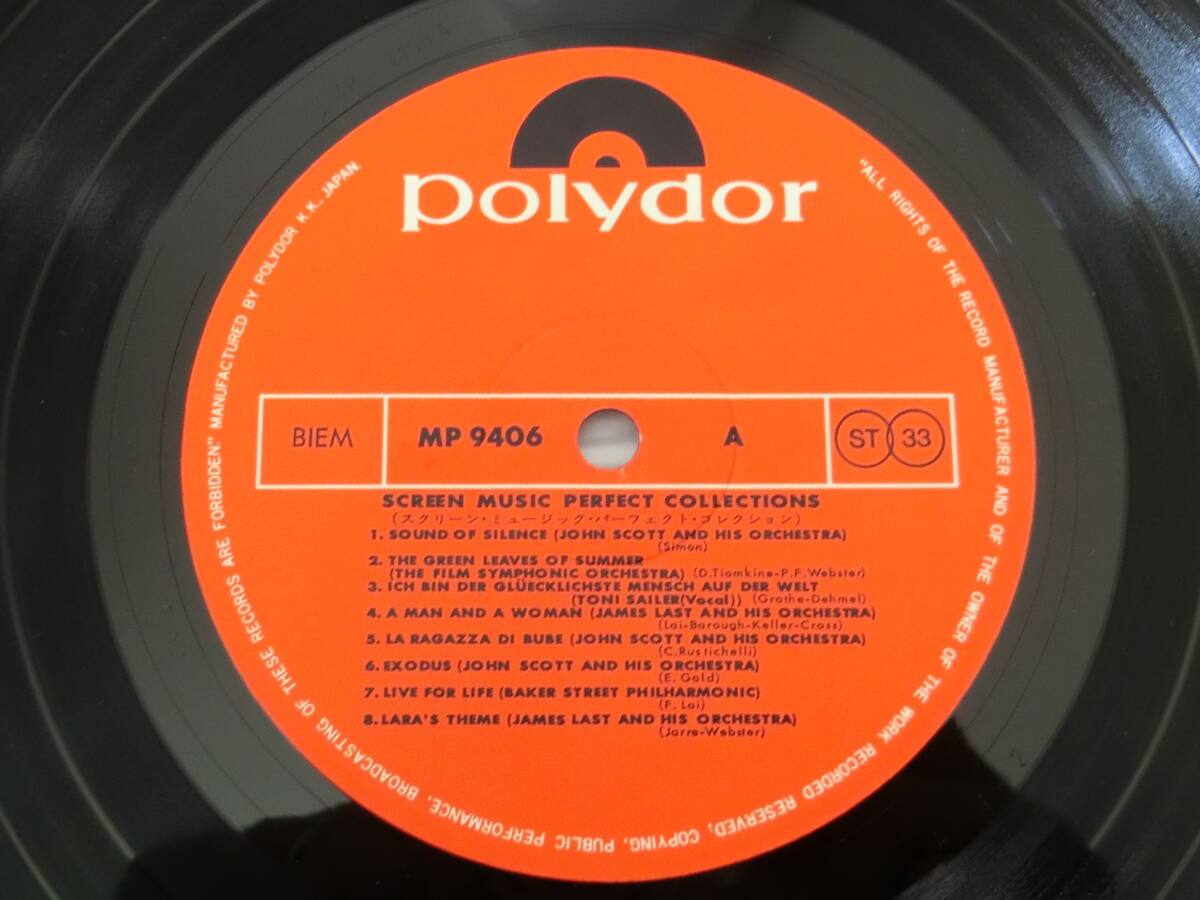 polydor
BIEM
MP 9406
A
ST 33
SCREEN MUSIC PERFECT COLLECTIONS
(スクリーン・ミュージック・パーフェクト・コレクション)
1. SOUND OF SILENCE (JOHN SCOTT AND HIS ORCHESTRA)
(Simon)
2. THE GREEN LEAVES OF SUMMER
(THE FILM SYMPHONIC ORCHESTRA) (D.Tiomkine-P.F.Webster)
3. ICH BIN DER GLÜECKLICHSTE MENSCH AUF DER WELT
(TONI SAILER(Vocal)) (Grothe-Dehmel)
4. A MAN AND A WOMAN (JAMES LAST AND HIS ORCHESTRA)
(Lai-Barough-Keller-Cross)
5. LA RAGAZZA DI BUBE (JOHN SCOTT AND HIS ORCHESTRA)
(C.Rustichelli)
6. EXODUS (JOHN SCOTT AND HIS ORCHESTRA)
(E. Gold)
7. LIVE FOR LIFE (BAKER STREET PHILHARMONIC)
(F. Lai)
8. LARA'S THEME (JAMES LAST AND HIS ORCHESTRA)
(Jarre-Webster)
"ALL RIGHTS OF THE RECORD MANUFACTURER AND OF THE OWNER OF THE WORK RECORDED RESERVED, COPYING, PUBLIC PERFORMANCE, BROADCASTING OF THESE RECORDS ARE FORBIDDEN." MANUFACTURED BY POLYDOR K.K., JAPAN.